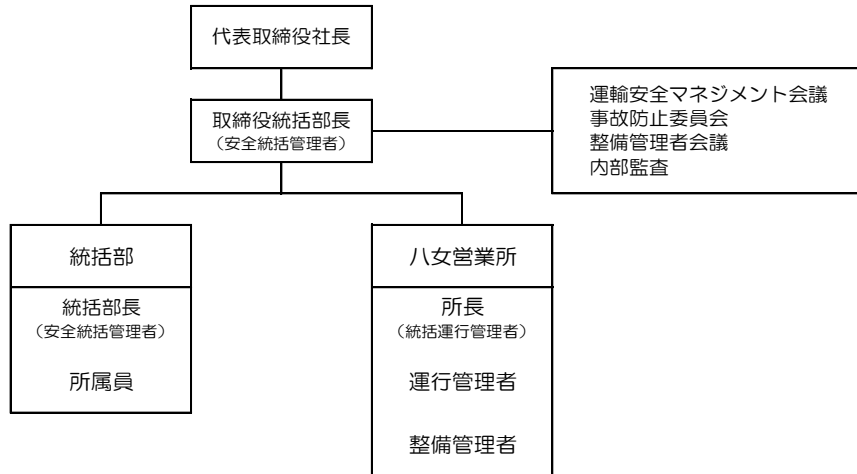 代表取締役社長
取締役統括部長
（安全統括管理者）
運輸安全マネジメント会議
事故防止委員会
整備管理者会議
内部監査
統括部
統括部長
（安全統括管理者）
所属員
八女営業所
所長
（統括運行管理者）
運行管理者
整備管理者